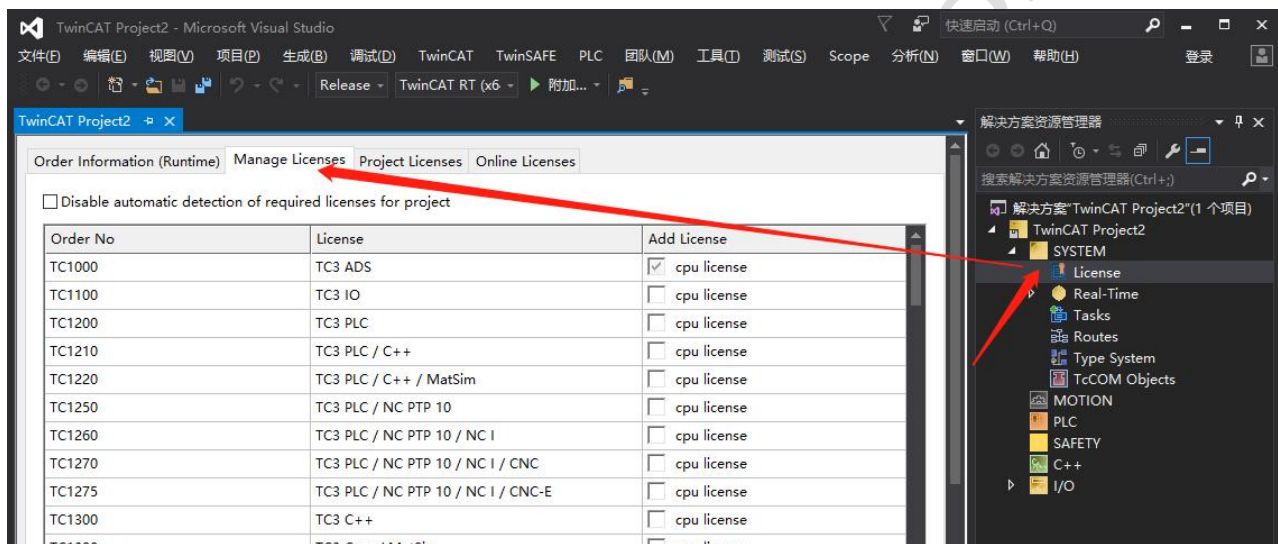 TwinCAT Project2 - Microsoft Visual Studio
快速启动 (Ctrl+Q)
文件(F) 编辑(E) 视图(V) 项目(P) 生成(B) 调试(D) TwinCAT TwinSAFE PLC 团队(M) 工具(T) 测试(S) Scope 分析(N) 窗口(W) 帮助(H) 登录
Release TwinCAT RT (x6 附加...
TwinCAT Project2
Order Information (Runtime) Manage Licenses Project Licenses Online Licenses
Disable automatic detection of required licenses for project
Order No License Add License
TC1000 TC3 ADS cpu license
TC1100 TC3 IO cpu license
TC1200 TC3 PLC cpu license
TC1210 TC3 PLC / C++ cpu license
TC1220 TC3 PLC / C++ / MatSim cpu license
TC1250 TC3 PLC / NC PTP 10 cpu license
TC1260 TC3 PLC / NC PTP 10 / NC I cpu license
TC1270 TC3 PLC / NC PTP 10 / NC I / CNC cpu license
TC1275 TC3 PLC / NC PTP 10 / NC I / CNC-E cpu license
TC1300 TC3 C++ cpu license
解决方案资源管理器
搜索解决方案资源管理器(Ctrl+;)
解决方案"TwinCAT Project2"(1 个项目)
TwinCAT Project2
SYSTEM
License
Real-Time
Tasks
Routes
Type System
TcCOM Objects
MOTION
PLC
SAFETY
C++
I/O